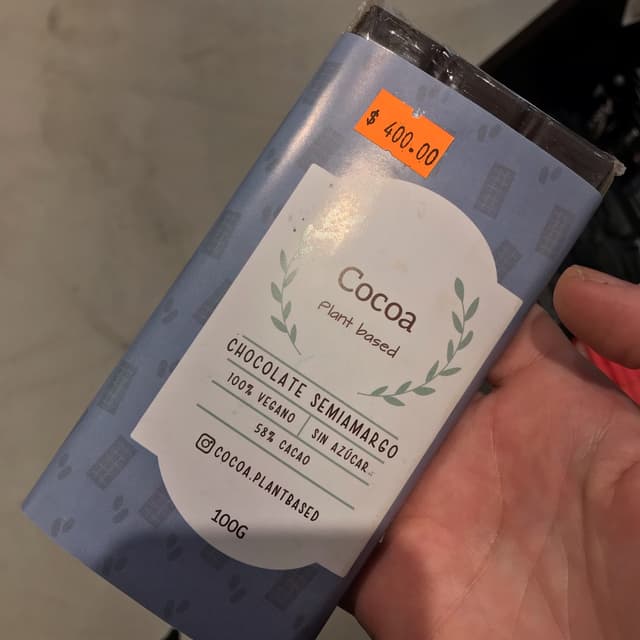 $ 400.00
Cocoa
Plant based
CHOCOLATE SEMIAMARGO
100% VEGANO | SIN AZÚCAR
58% CACAO
COCOA.PLANTBASED
100G